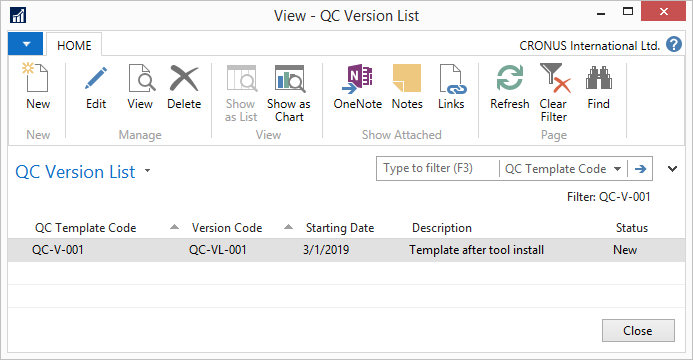 View - QC Version List
HOME
CRONUS International Ltd.
?
New
Edit
View
Delete
Show
as List
Show as
Chart
OneNote
Notes
Links
Refresh
Clear
Filter
Find
New
Manage
View
Show Attached
Page
QC Version List
Type to filter (F3)
QC Template Code
Filter: QC-V-001
QC Template Code Version Code Starting Date Description Status
QC-V-001 QC-VL-001 3/1/2019 Template after tool install New
Close